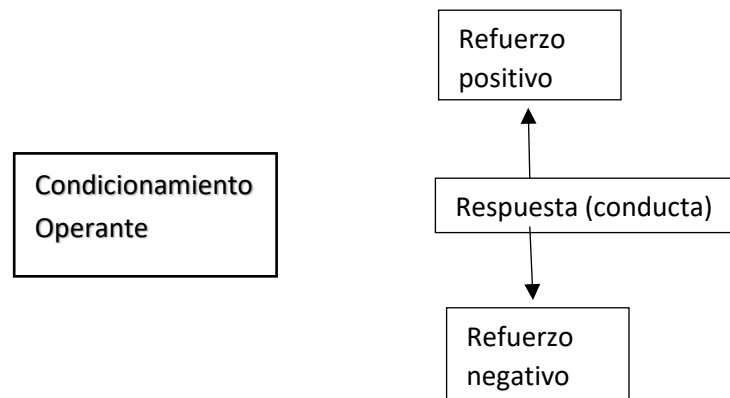 Refuerzo
positivo
Condicionamiento
Operante
Respuesta (conducta)
Refuerzo
negativo